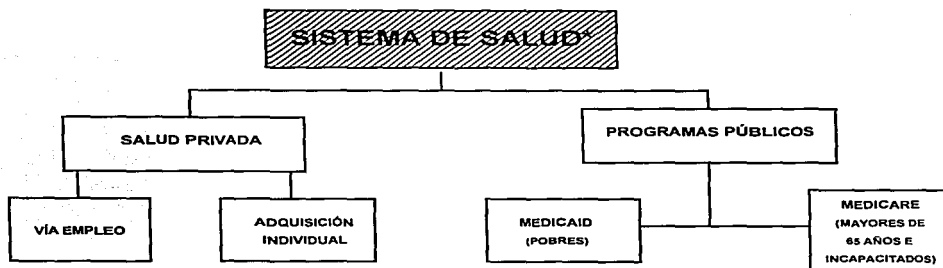 SISTEMA DE SALUD*
SALUD PRIVADA
PROGRAMAS PÚBLICOS
VÍA EMPLEO
ADQUISICIÓN
INDIVIDUAL
MEDICAID
(POBRES)
MEDICARE
(MAYORES DE
65 AÑOS E
INCAPACITADOS)